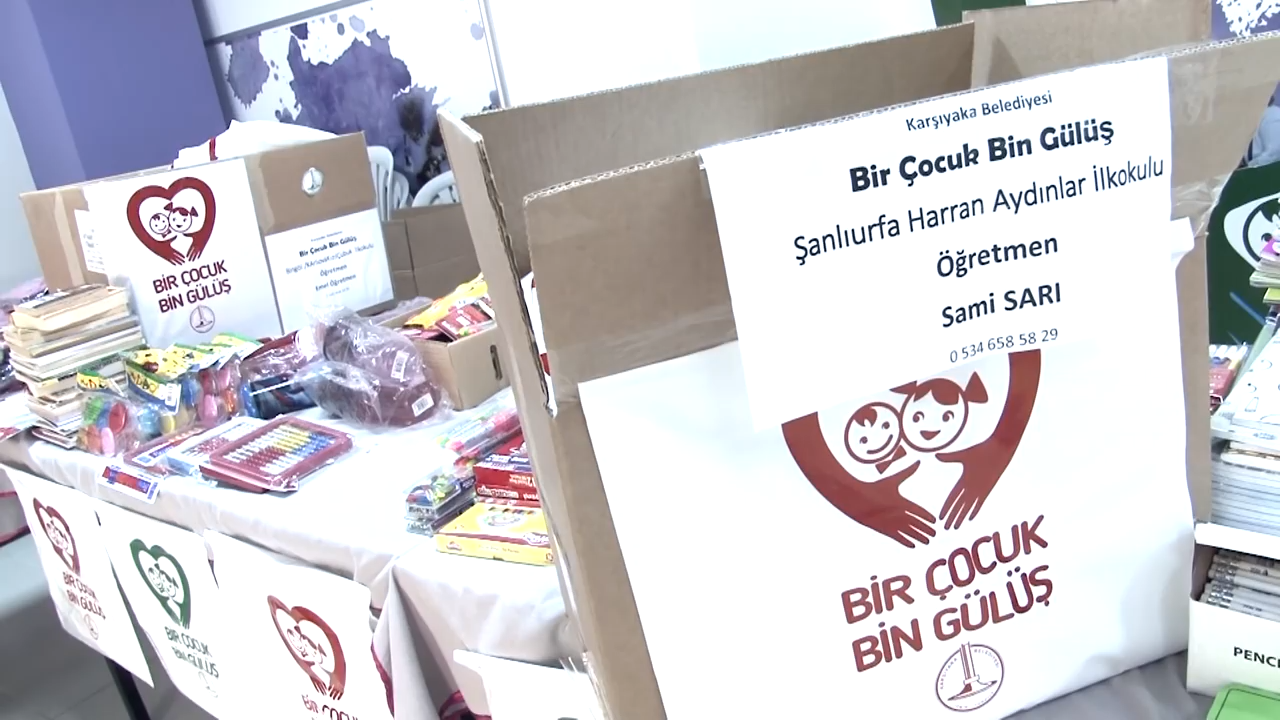 Karşıyaka Belediyesi
Bir Çocuk Bin Gülüş
Şanlıurfa Harran Aydınlar İlkokulu
Öğretmen
Sami SARI
0 534 658 58 29
BİR ÇOCUK
BİN GÜLÜŞ
BİR ÇOCUK
BİN GÜLÜŞ
Bir Çocuk Bin Gülüş
Öğretmen
Emel Öğretmen
BİR ÇOCUK
BİN GÜLÜŞ
BİR ÇOCUK
BİN GÜLÜŞ
BİR ÇOCUK
PENC